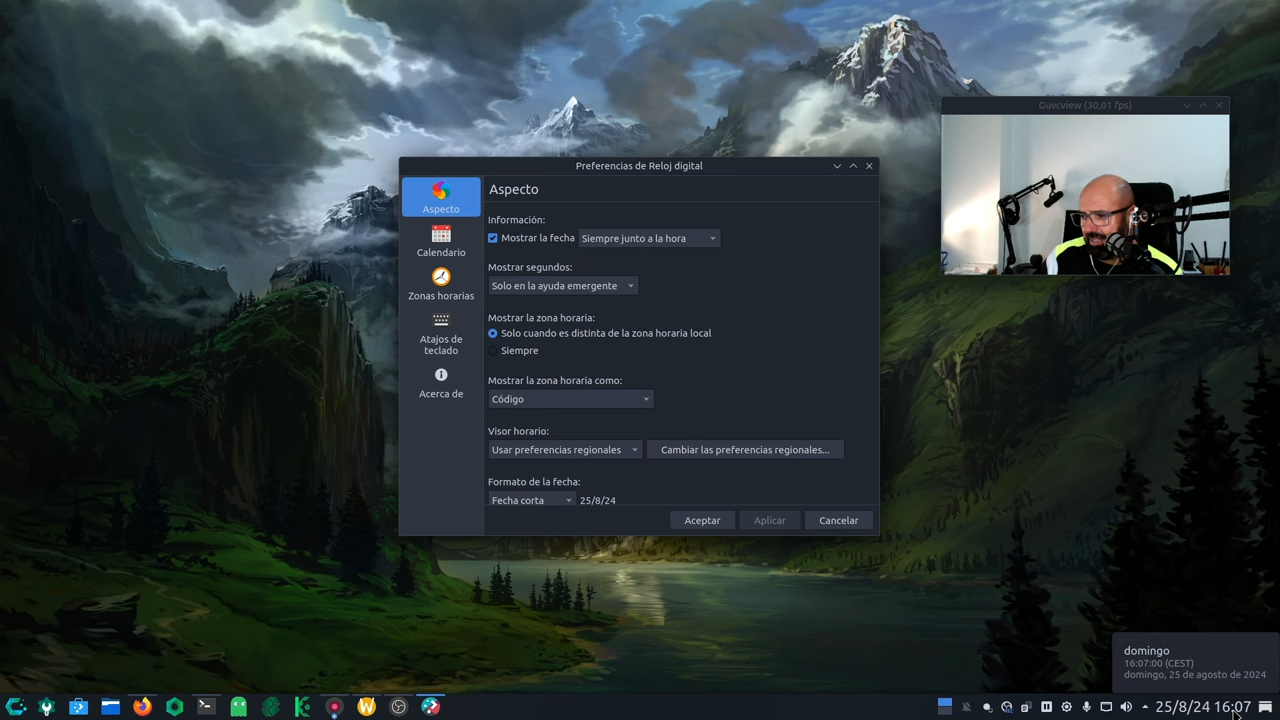 Guvcview (30,01 fps)
Preferencias de Reloj digital
Aspecto
Calendario
Zonas horarias
Atajos de
teclado
Acerca de
Aspecto
Información:
Mostrar la fecha
Siempre junto a la hora
Mostrar segundos:
Solo en la ayuda emergente
Mostrar la zona horaria:
Solo cuando es distinta de la zona horaria local
Siempre
Mostrar la zona horaria como:
Código
Visor horario:
Usar preferencias regionales
Cambiar las preferencias regionales...
Formato de la fecha:
Fecha corta
25/8/24
Aceptar
Aplicar
Cancelar
domingo
16:07:00 (CEST)
domingo, 25 de agosto de 2024
25/8/24 16:07